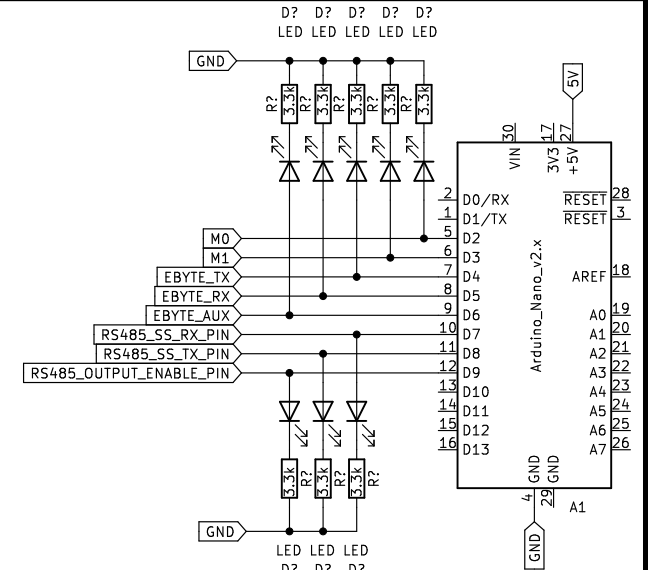 D? D? D? D? D?
LED LED LED LED LED
GND
5V
R? 3.3k R? 3.3k R? 3.3k R? 3.3k R? 3.3k
30 17 27
VIN 3V3 +5V
2 D0/RX RESET 28
1 D1/TX RESET 3
M0 5 D2
M1 6 D3
EBYTE_TX 7 D4 AREF 18
EBYTE_RX 8 D5
EBYTE_AUX 9 D6 A0 19
RS485_SS_RX_PIN 10 D7 A1 20
RS485_SS_TX_PIN 11 D8 A2 21
RS485_OUTPUT_ENABLE_PIN 12 D9 A3 22
13 D10 A4 23
14 D11 A5 24
15 D12 A6 25
16 D13 A7 26
Arduino_Nano_v2.x
3.3k R? 3.3k R? 3.3k R?
GND GND
4 29
A1
GND
GND
LED LED LED
D? D? D?